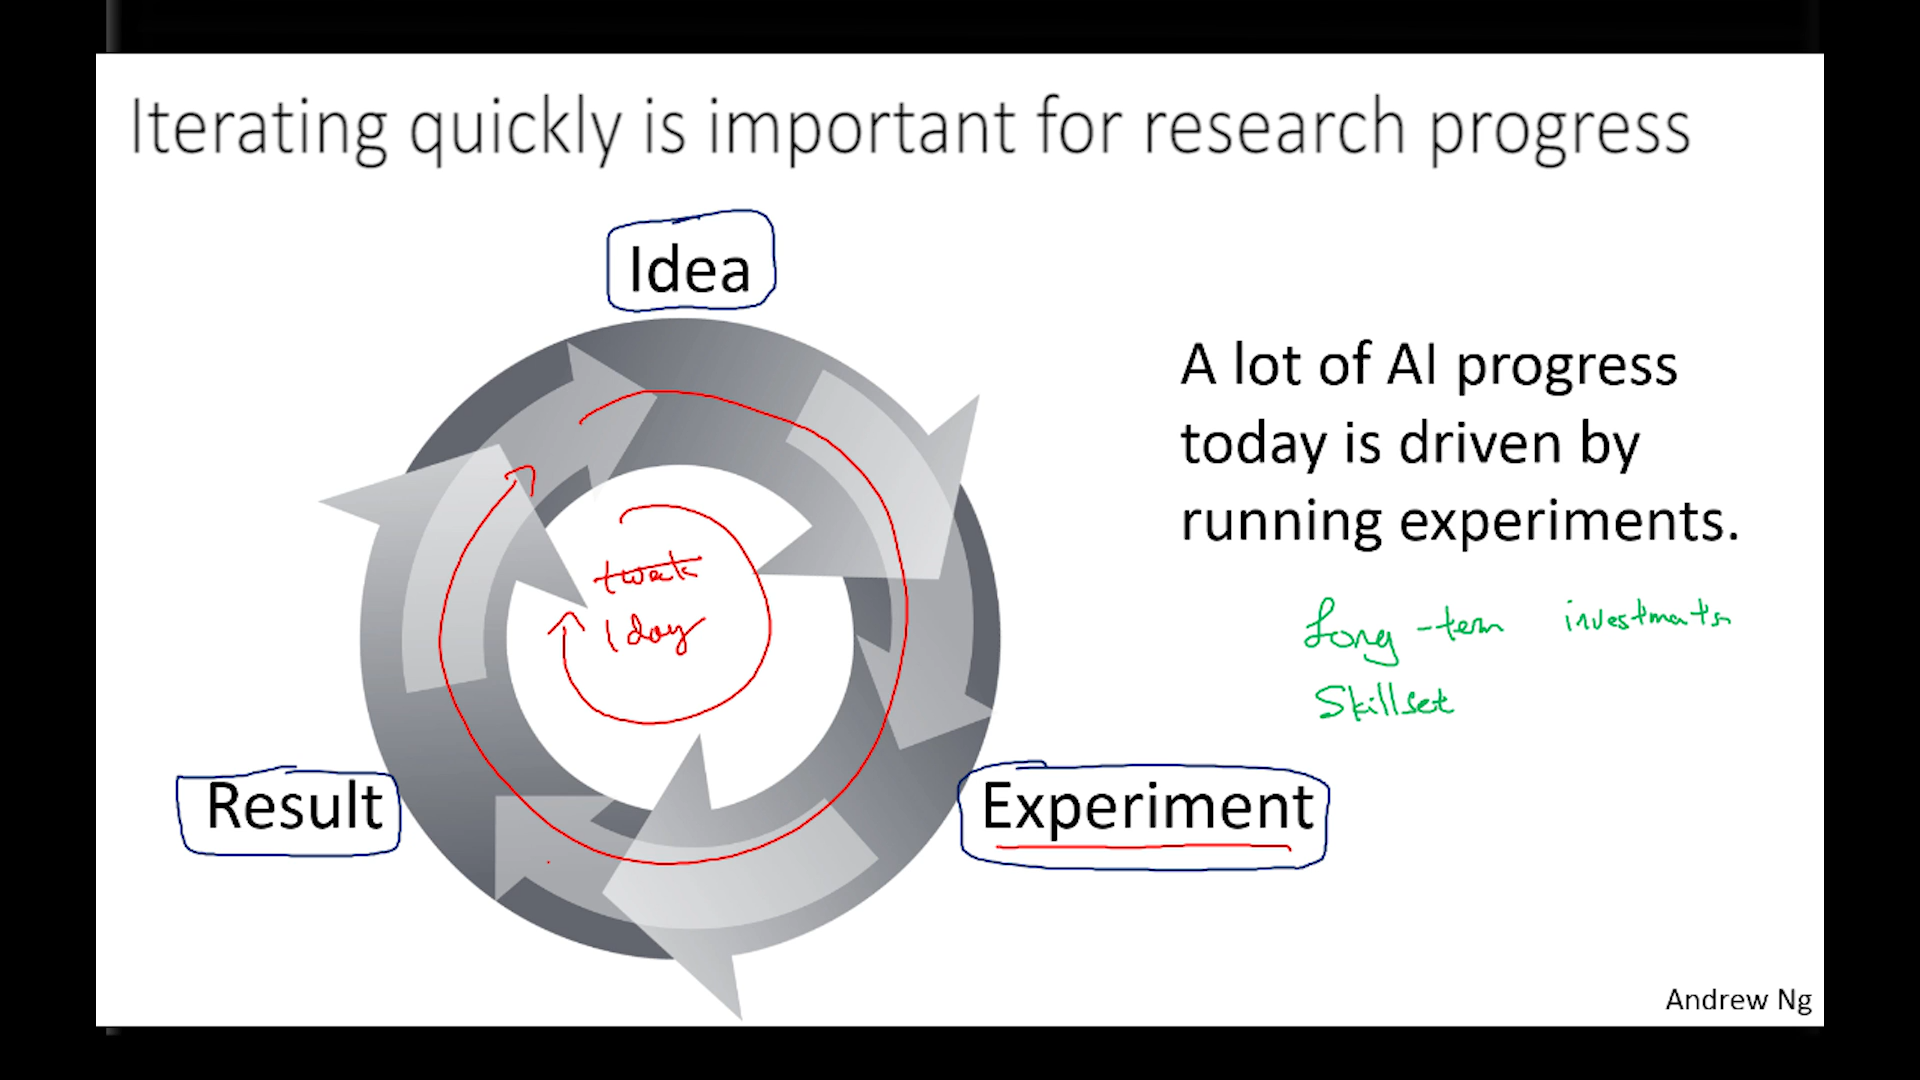 Iterating quickly is important for research progress
Idea
A lot of AI progress
today is driven by
running experiments.
1 day
Long-term investments
Skillset
Result
Experiment
Andrew Ng